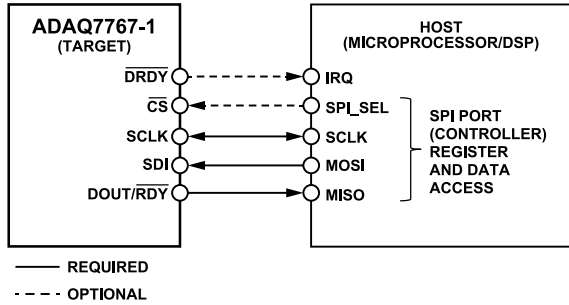 ADAQ7767-1
(TARGET)
DRDY
CS
SCLK
SDI
DOUT/RDY
HOST
(MICROPROCESSOR/DSP)
IRQ
SPI_SEL
SCLK
MOSI
MISO
SPI PORT
(CONTROLLER)
REGISTER
AND DATA
ACCESS
REQUIRED
OPTIONAL